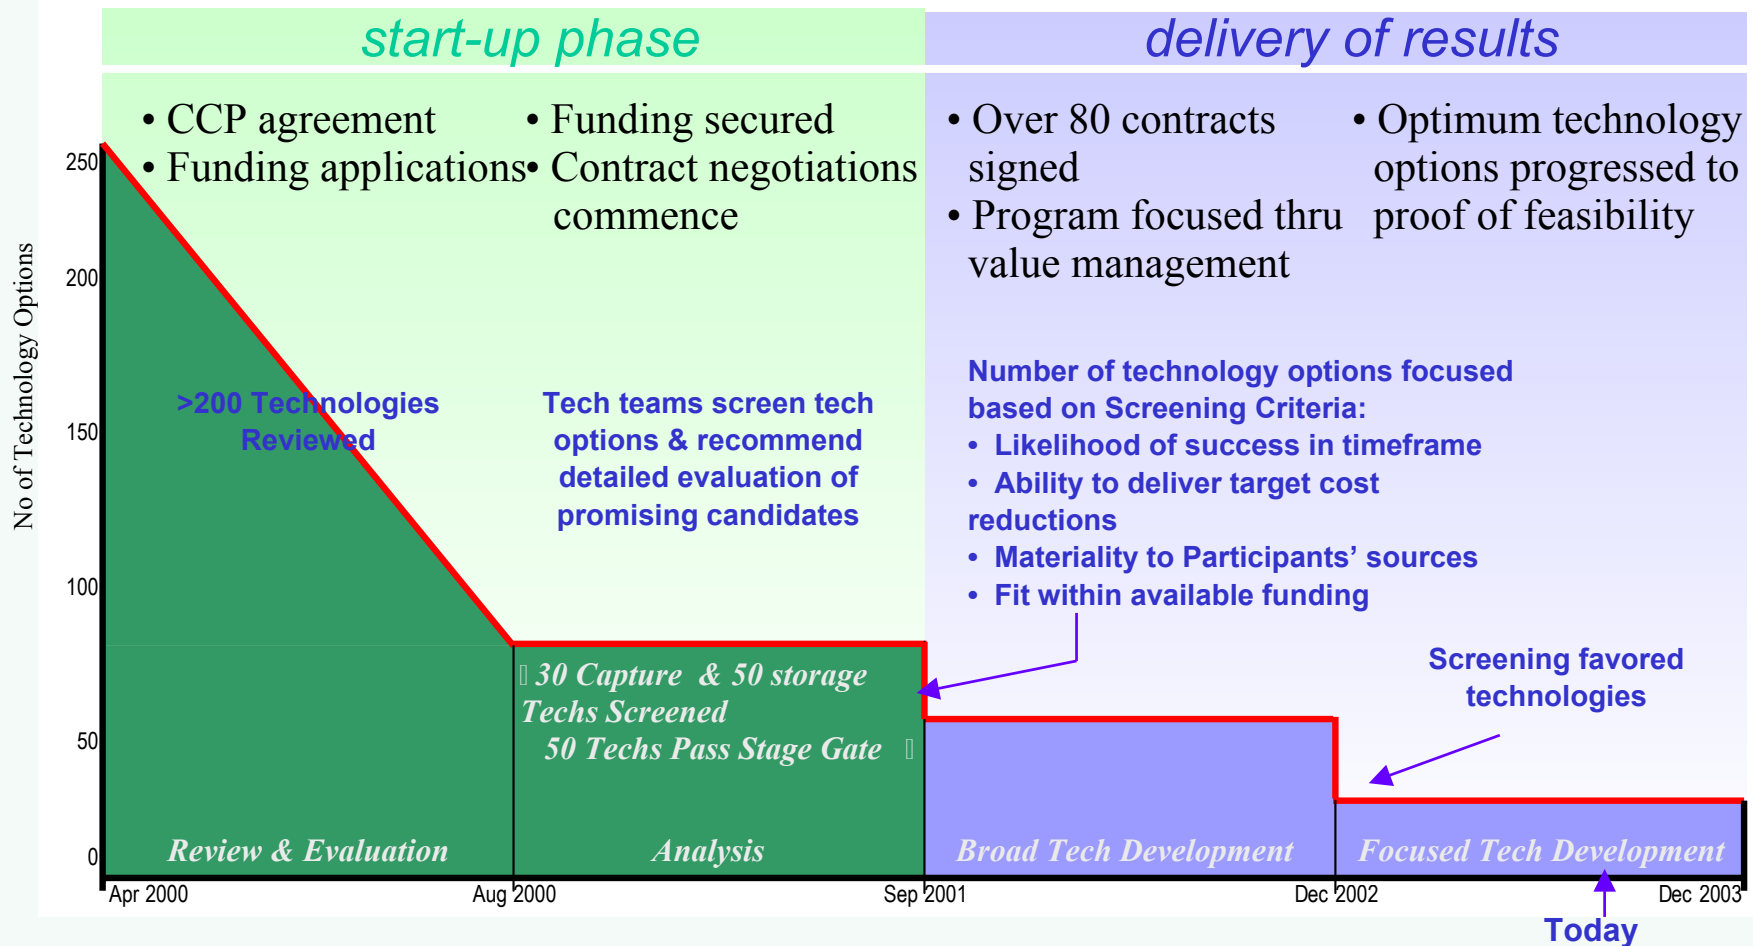 start-up phase
delivery of results
• CCP agreement
• Funding applications
• Funding secured
• Contract negotiations
commence
• Over 80 contracts
signed
• Program focused thru
value management
• Optimum technology
options progressed to
proof of feasibility
No of Technology Options
250
200
150
100
50
0
>200 Technologies
Reviewed
Tech teams screen tech
options & recommend
detailed evaluation of
promising candidates
Number of technology options focused
based on Screening Criteria:
• Likelihood of success in timeframe
• Ability to deliver target cost
reductions
• Materiality to Participants’ sources
• Fit within available funding
Screening favored
technologies
30 Capture & 50 storage
Techs Screened
50 Techs Pass Stage Gate
Review & Evaluation
Analysis
Broad Tech Development
Focused Tech Development
Apr 2000
Aug 2000
Sep 2001
Dec 2002
Dec 2003
Today